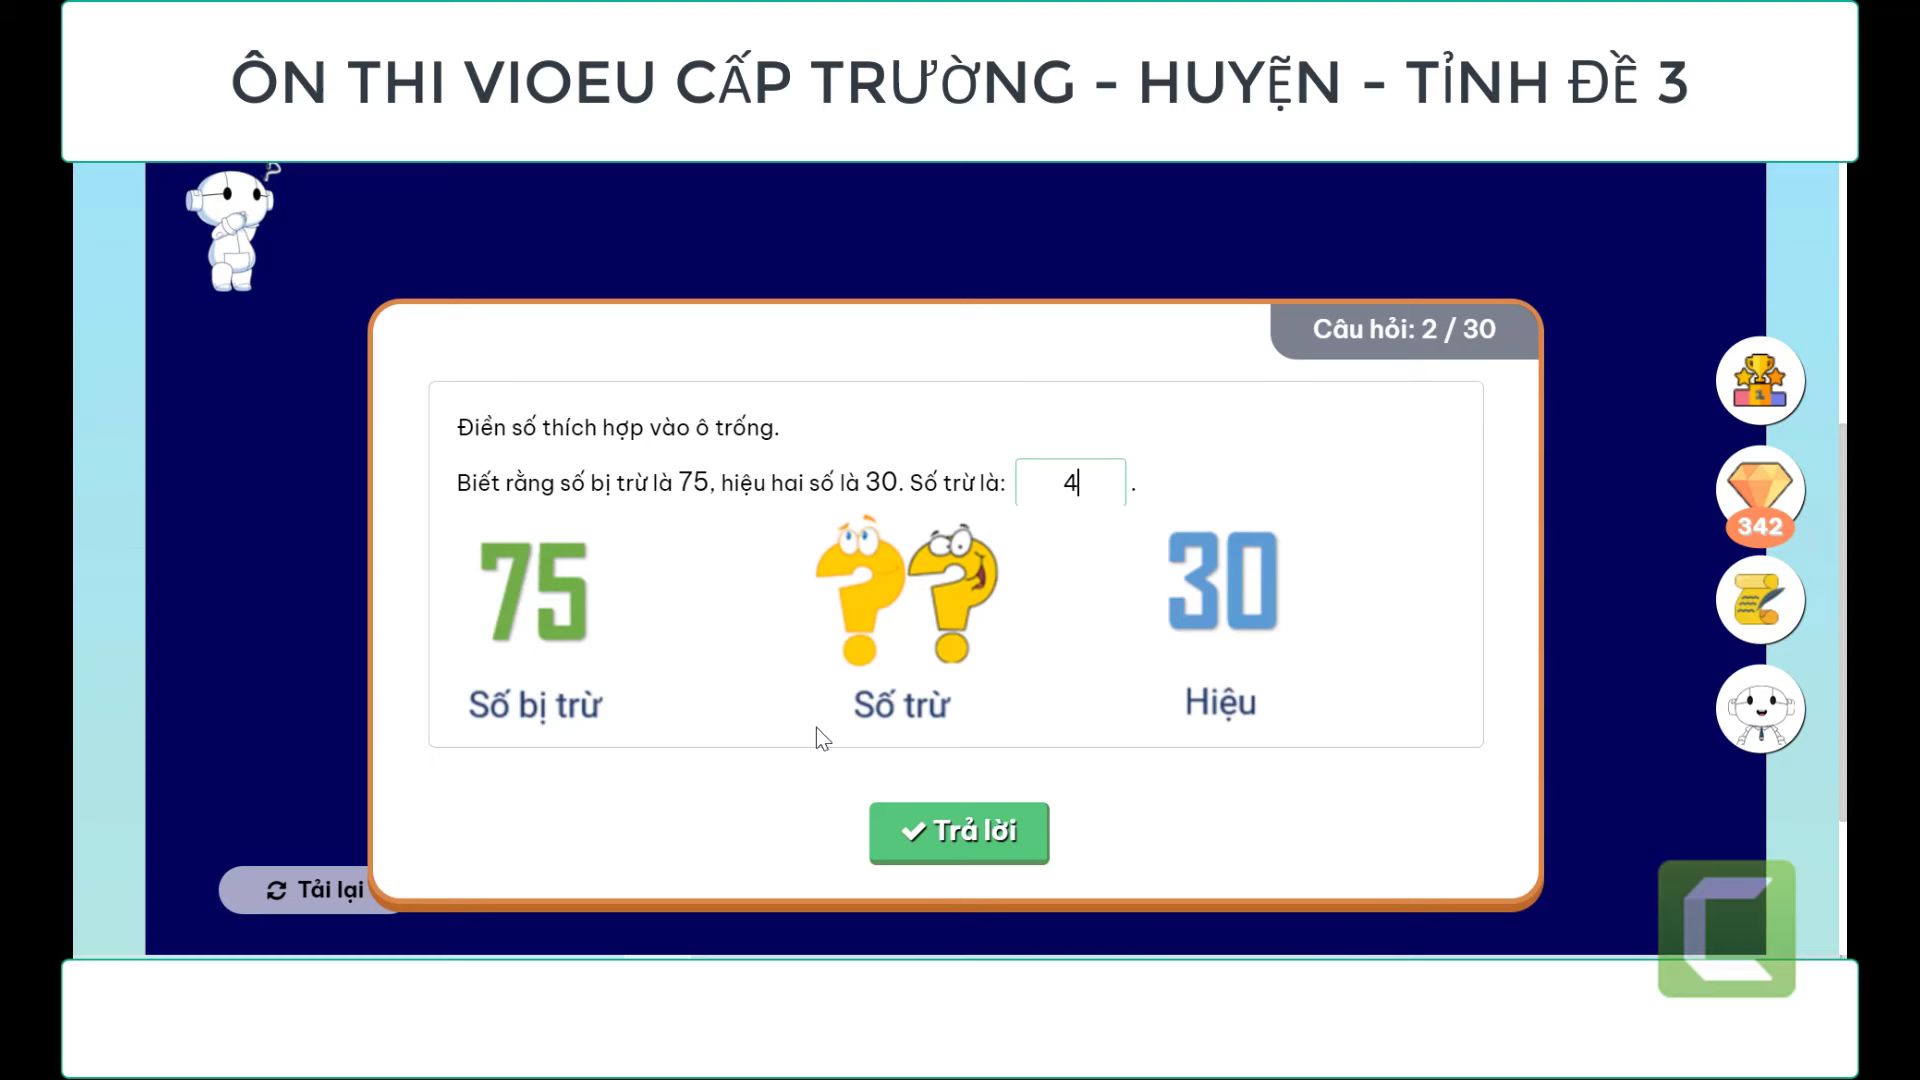 ÔN THI VIOEU CẤP TRƯỜNG - HUYỆN - TỈNH ĐỀ 3
Câu hỏi: 2 / 30
Điền số thích hợp vào ô trống.
Biết rằng số bị trừ là 75, hiệu hai số là 30. Số trừ là: 4 .
75 ?? 30
Số bị trừ Số trừ Hiệu
342
Trả lời
Tải lại